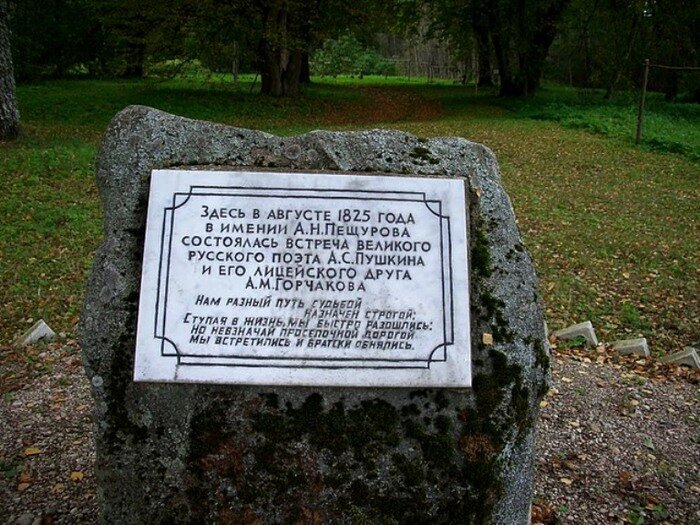 Здесь в августе 1825 года
в имении А.Н.Пещурова
состоялась встреча великого
русского поэта А.С.Пушкина
и его лицейского друга
А.М.Горчакова
Нам разный путь судьбой
назначен строгой;
Ступая в жизнь, мы быстро разошлись;
Но невзначай проселочной дорогой
Мы встретились и братски обнялись.